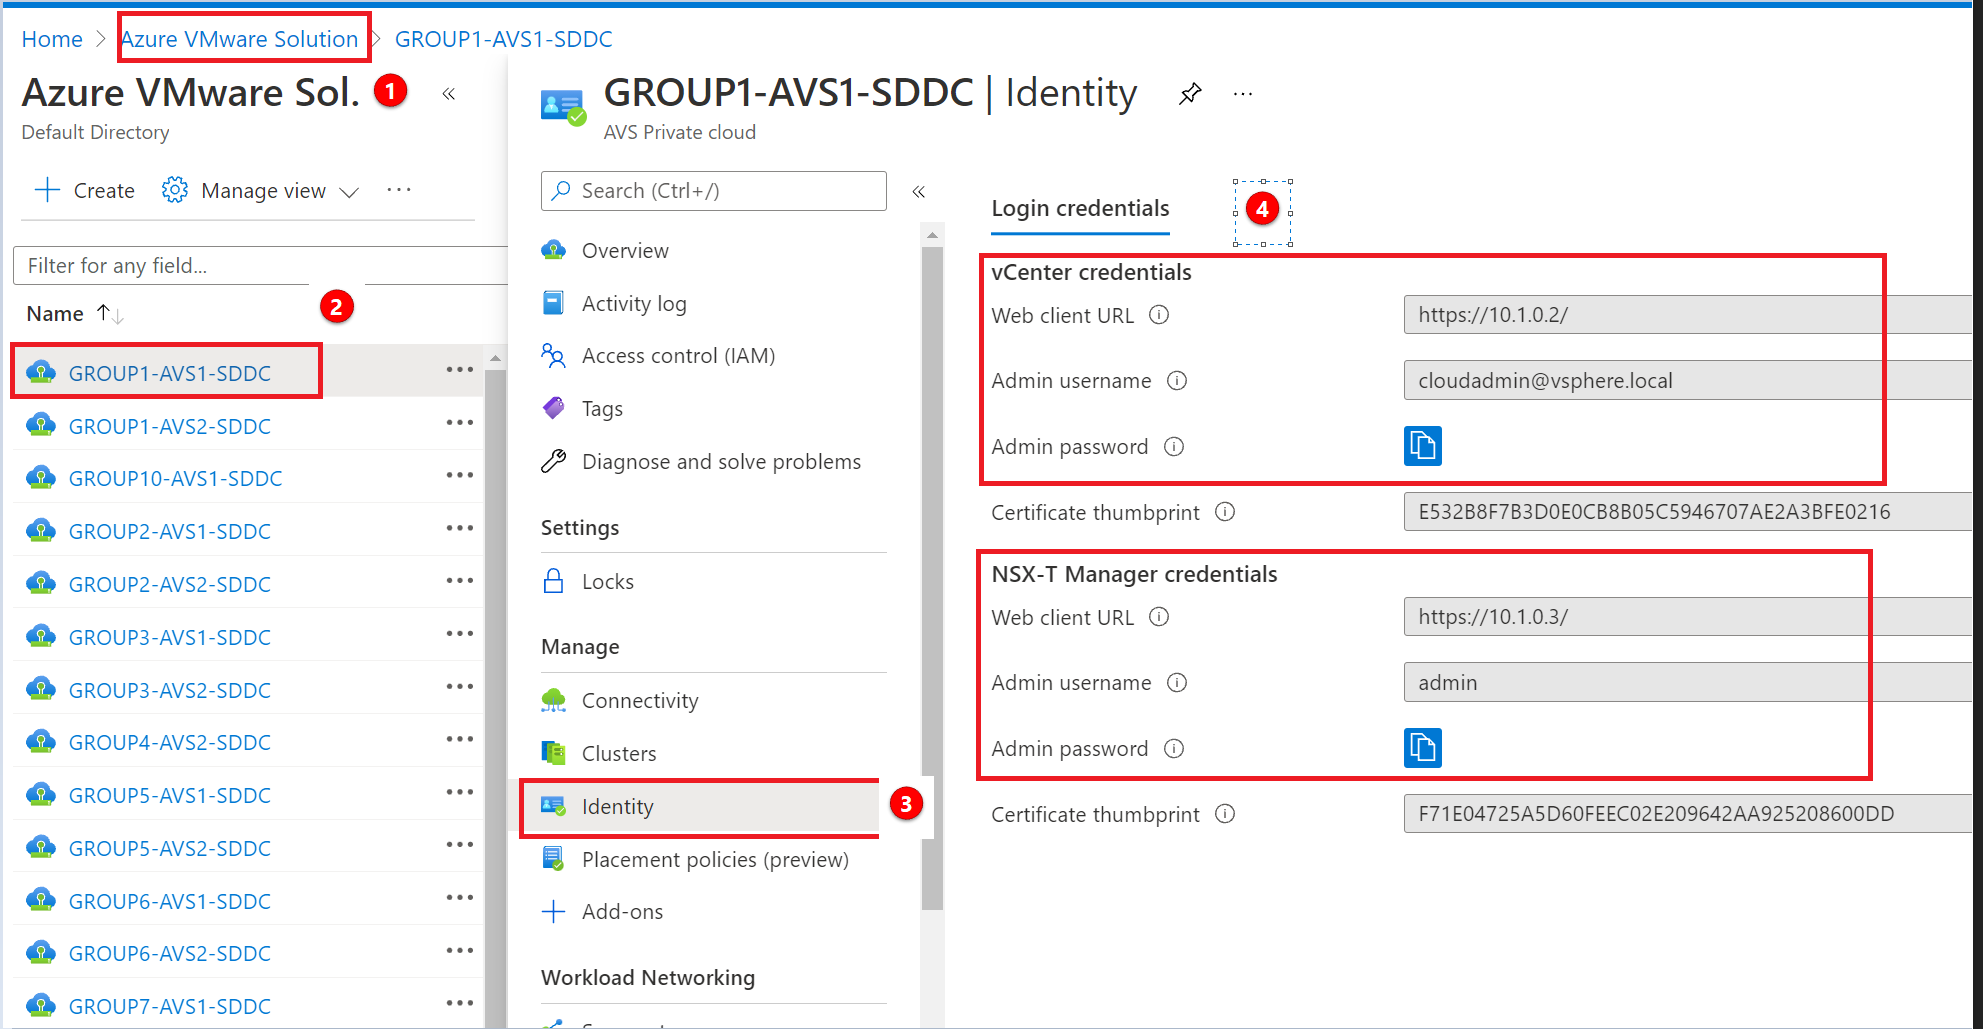 Home > Azure VMware Solution > GROUP1-AVS1-SDDC
Azure VMware Sol. 1 «
Default Directory
+ Create Manage view ...
Filter for any field...
Name ↑↓ 2
GROUP1-AVS1-SDDC ...
GROUP1-AVS2-SDDC ...
GROUP10-AVS1-SDDC ...
GROUP2-AVS1-SDDC ...
GROUP2-AVS2-SDDC ...
GROUP3-AVS1-SDDC ...
GROUP3-AVS2-SDDC ...
GROUP4-AVS2-SDDC ...
GROUP5-AVS1-SDDC ...
GROUP5-AVS2-SDDC ...
GROUP6-AVS1-SDDC ...
GROUP6-AVS2-SDDC ...
GROUP7-AVS1-SDDC ...
GROUP1-AVS1-SDDC | Identity ...
AVS Private cloud
Search (Ctrl+/) «
Overview
Activity log
Access control (IAM)
Tags
Diagnose and solve problems
Settings
Locks
Manage
Connectivity
Clusters
Identity 3
Placement policies (preview)
+ Add-ons
Workload Networking
Login credentials 4
vCenter credentials
Web client URL https://10.1.0.2/
Admin username cloudadmin@vsphere.local
Admin password
Certificate thumbprint E532B8F7B3D0E0CB8B05C5946707AE2A3BFE0216
NSX-T Manager credentials
Web client URL https://10.1.0.3/
Admin username admin
Admin password
Certificate thumbprint F71E04725A5D60FEEC02E209642AA925208600DD